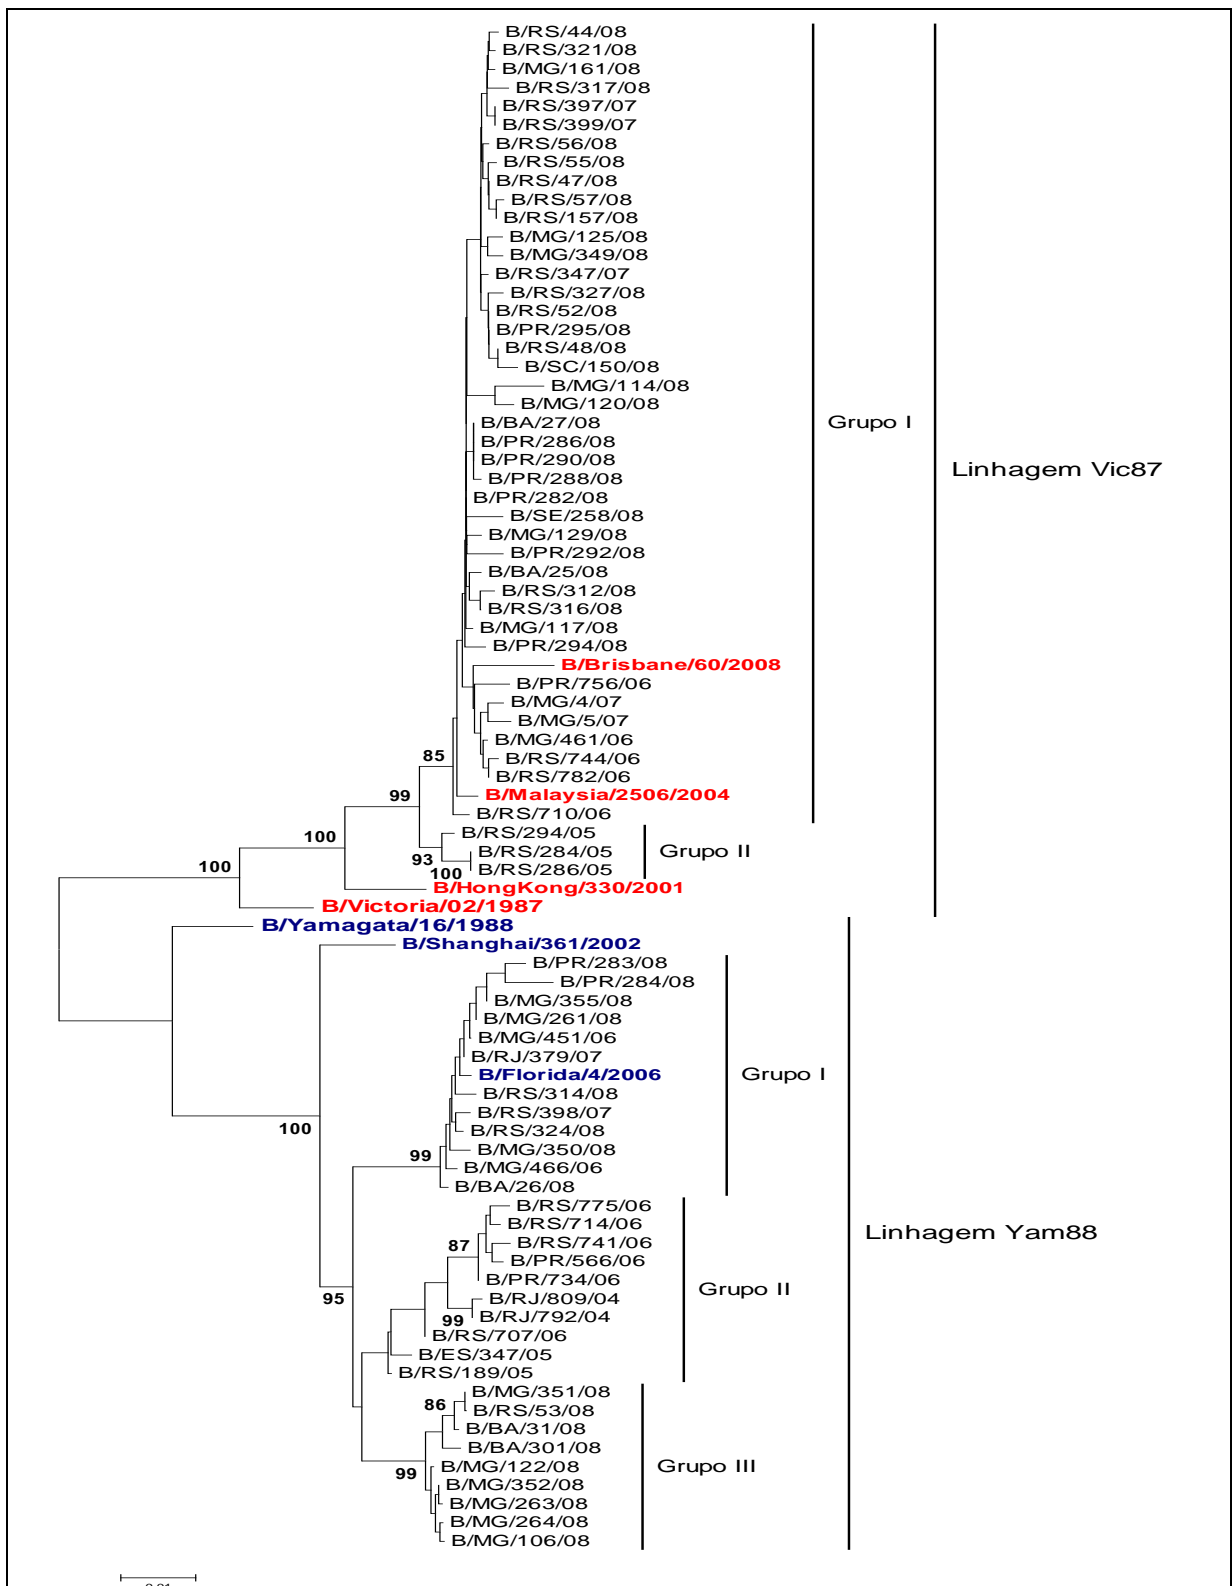 B/RS/44/08
B/RS/321/08
B/MG/161/08
B/RS/317/08
B/RS/397/07
B/RS/399/07
B/RS/56/08
B/RS/55/08
B/RS/47/08
B/RS/57/08
B/RS/157/08
B/MG/125/08
B/MG/349/08
B/RS/347/07
B/RS/327/08
B/RS/52/08
B/PR/295/08
B/RS/48/08
B/SC/150/08
B/MG/114/08
B/MG/120/08
B/BA/27/08
Grupo I
B/PR/286/08
B/PR/290/08
Linhagem Vic87
B/PR/288/08
B/PR/282/08
B/SE/258/08
B/MG/129/08
B/PR/292/08
B/BA/25/08
B/RS/312/08
B/RS/316/08
B/MG/117/08
B/PR/294/08
B/Brisbane/60/2008
B/PR/756/06
B/MG/4/07
B/MG/5/07
B/MG/461/06
85
B/RS/744/06
B/RS/782/06
99
B/Malaysia/2506/2004
B/RS/710/06
100
B/RS/294/05
93
B/RS/284/05
Grupo II
100
100
B/RS/286/05
B/HongKong/330/2001
B/Victoria/02/1987
B/Yamagata/16/1988
B/Shanghai/361/2002
B/PR/283/08
B/PR/284/08
B/MG/355/08
B/MG/261/08
B/MG/451/06
B/RJ/379/07
B/Florida/4/2006
Grupo I
B/RS/314/08
B/RS/398/07
100
B/RS/324/08
B/MG/350/08
99
B/MG/466/06
B/BA/26/08
B/RS/775/06
B/RS/714/06
Linhagem Yam88
87
B/RS/741/06
B/PR/566/06
B/PR/734/06
Grupo II
95
B/RJ/809/04
99
B/RJ/792/04
B/RS/707/06
B/ES/347/05
B/RS/189/05
B/MG/351/08
86
B/RS/53/08
B/BA/31/08
B/BA/301/08
99
B/MG/122/08
Grupo III
B/MG/352/08
B/MG/263/08
B/MG/264/08
B/MG/106/08